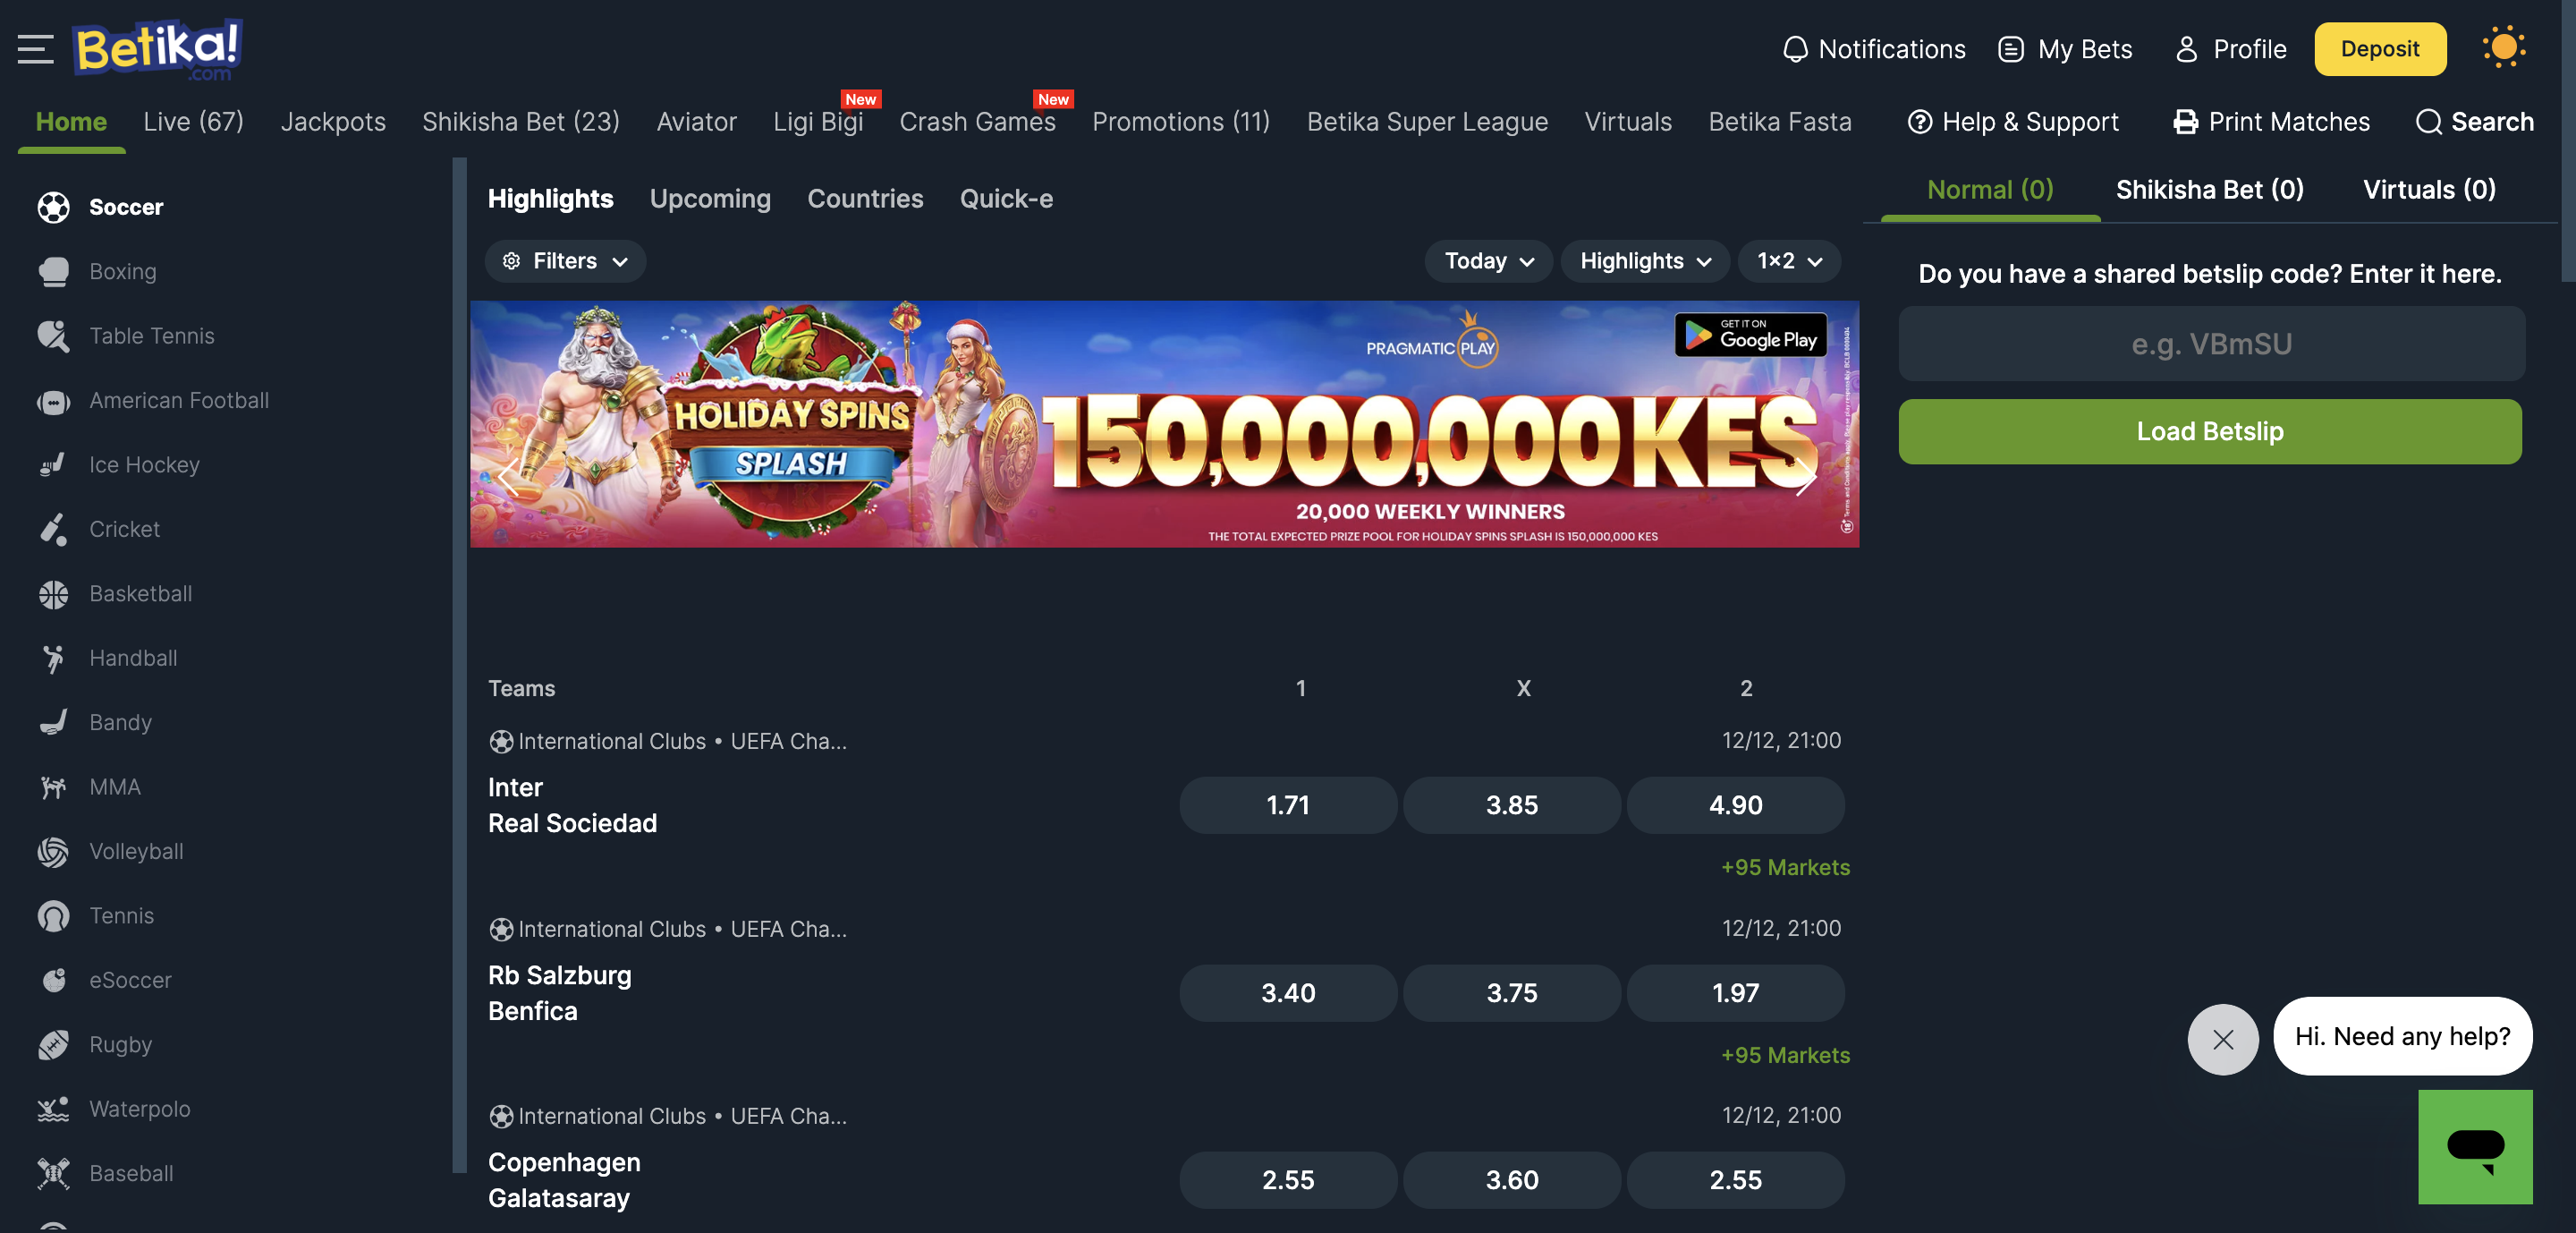 Betika!
.com
Notifications
My Bets
Profile
Deposit
Home
Live (67)
Jackpots
Shikisha Bet (23)
Aviator
Ligi Bigi
New
Crash Games
New
Promotions (11)
Betika Super League
Virtuals
Betika Fasta
Help & Support
Print Matches
Search
Soccer
Boxing
Table Tennis
American Football
Ice Hockey
Cricket
Basketball
Handball
Bandy
MMA
Volleyball
Tennis
eSoccer
Rugby
Waterpolo
Baseball
Highlights
Upcoming
Countries
Quick-e
Filters
Today
Highlights
1×2
HOLIDAY SPINS
SPLASH
PRAGMATIC PLAY
GET IT ON
Google Play
150,000,000KES
20,000 WEEKLY WINNERS
THE TOTAL EXPECTED PRIZE POOL FOR HOLIDAY SPINS SPLASH IS 150,000,000 KES
Teams 1 X 2
International Clubs • UEFA Cha... 12/12, 21:00
Inter
Real Sociedad
1.71 3.85 4.90
+95 Markets
International Clubs • UEFA Cha... 12/12, 21:00
Rb Salzburg
Benfica
3.40 3.75 1.97
+95 Markets
International Clubs • UEFA Cha... 12/12, 21:00
Copenhagen
Galatasaray
2.55 3.60 2.55
Normal (0)
Shikisha Bet (0)
Virtuals (0)
Do you have a shared betslip code? Enter it here.
e.g. VBmSU
Load Betslip
Hi. Need any help?